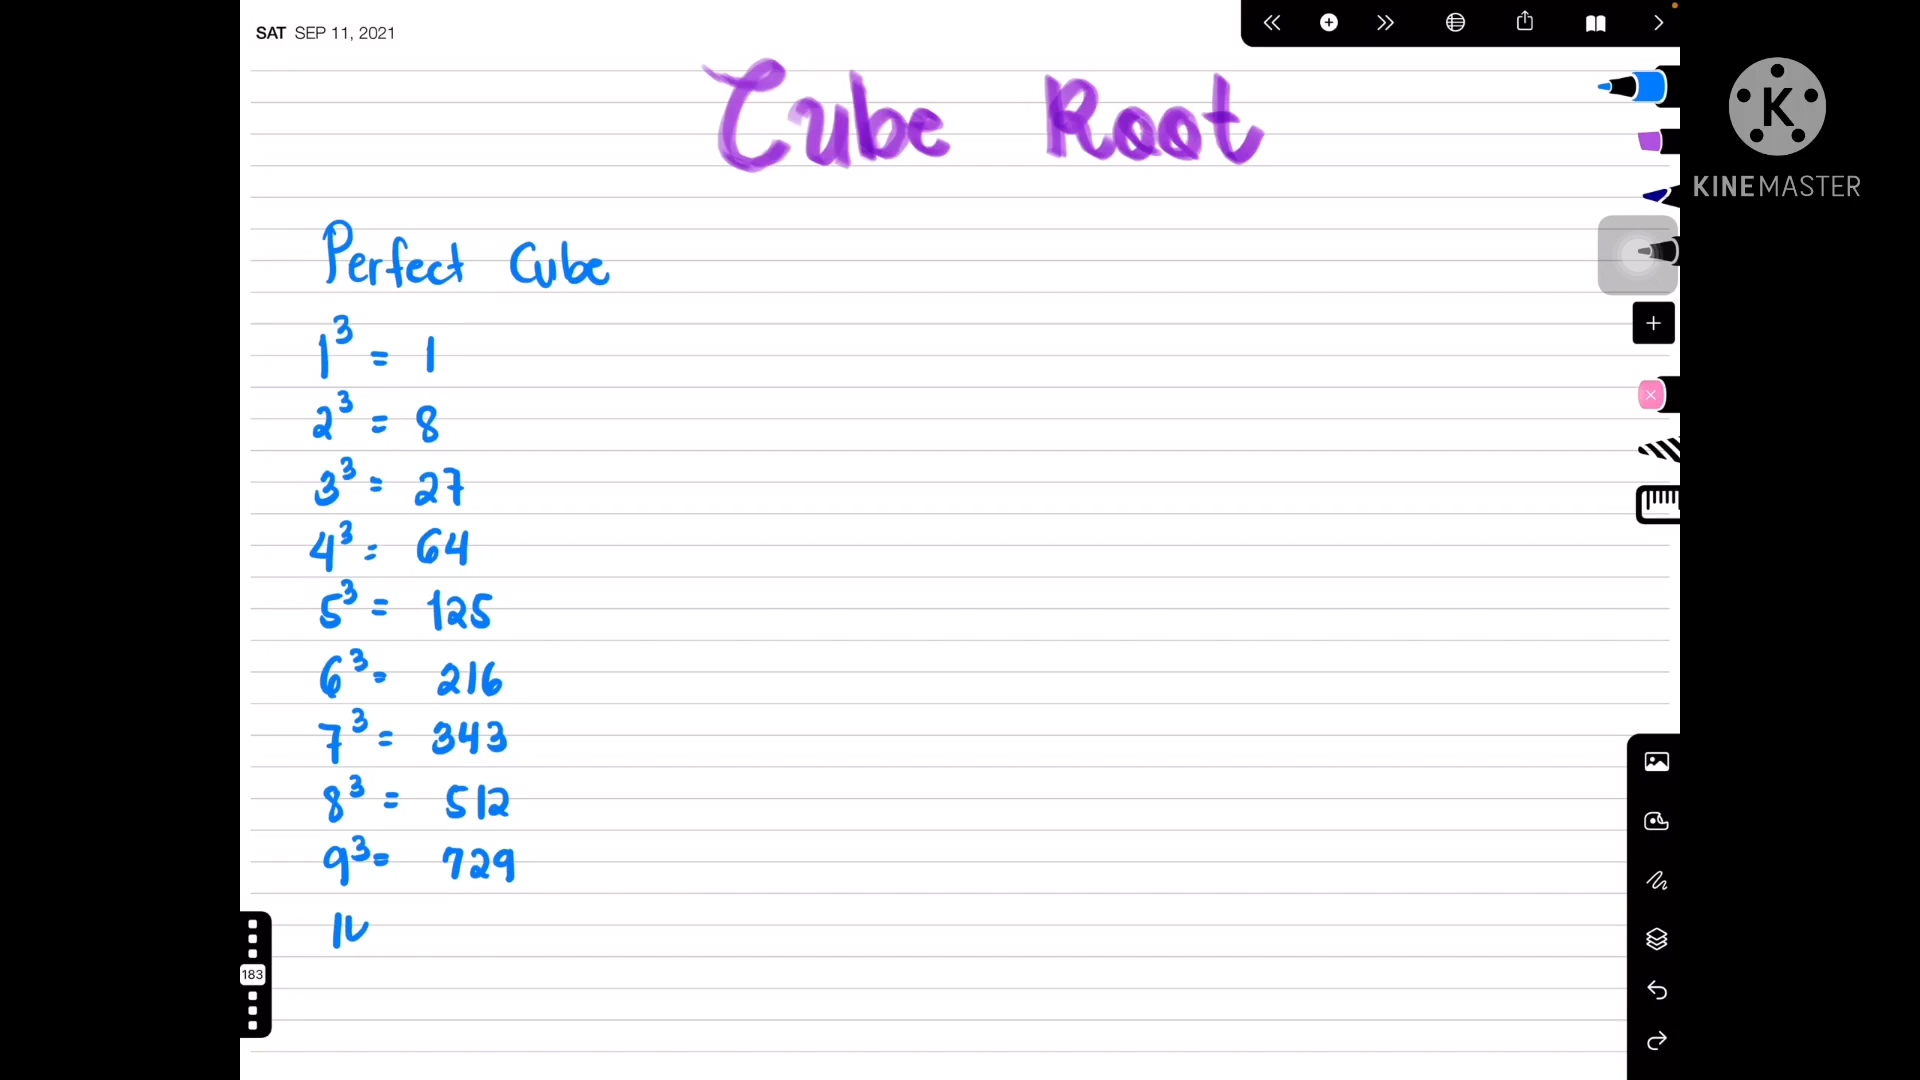 SAT SEP 11, 2021
Cube Root
K
KINEMASTER
Perfect Cube
1³ = 1
2³ = 8
3³ = 27
4³ = 64
5³ = 125
6³ = 216
7³ = 343
8³ = 512
9³ = 729
183